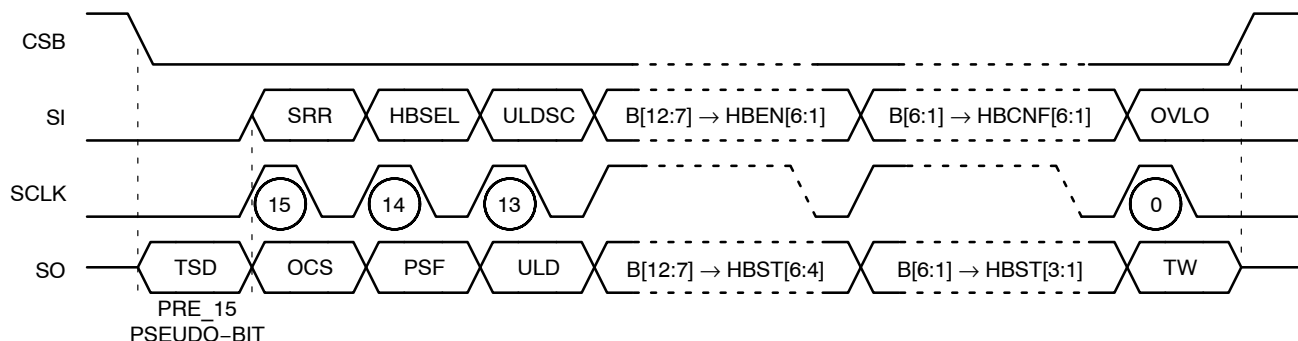 CSB
SI
SRR
HBSEL
ULDSC
B[12:7] → HBEN[6:1]
B[6:1] → HBCNF[6:1]
OVLO
SCLK
15
14
13
0
SO
TSD
OCS
PSF
ULD
B[12:7] → HBST[6:4]
B[6:1] → HBST[3:1]
TW
PRE_15
PSEUDO−BIT